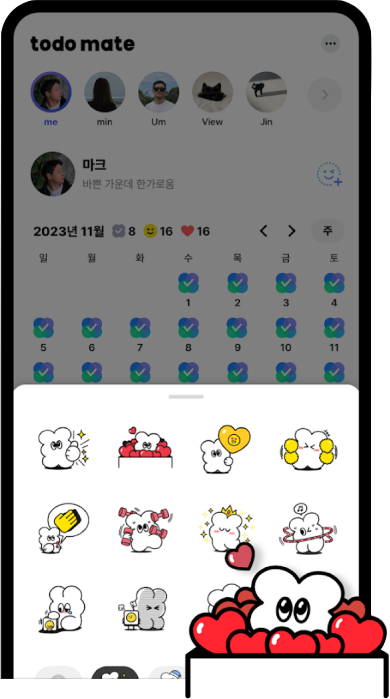 todo mate
me min Um View Jin
마크
바쁜 가운데 한가로움
2023년 11월 8 16 16 주
일 월 화 수 목 금 토
1 2 3 4
5 6 7 8 9 10 11